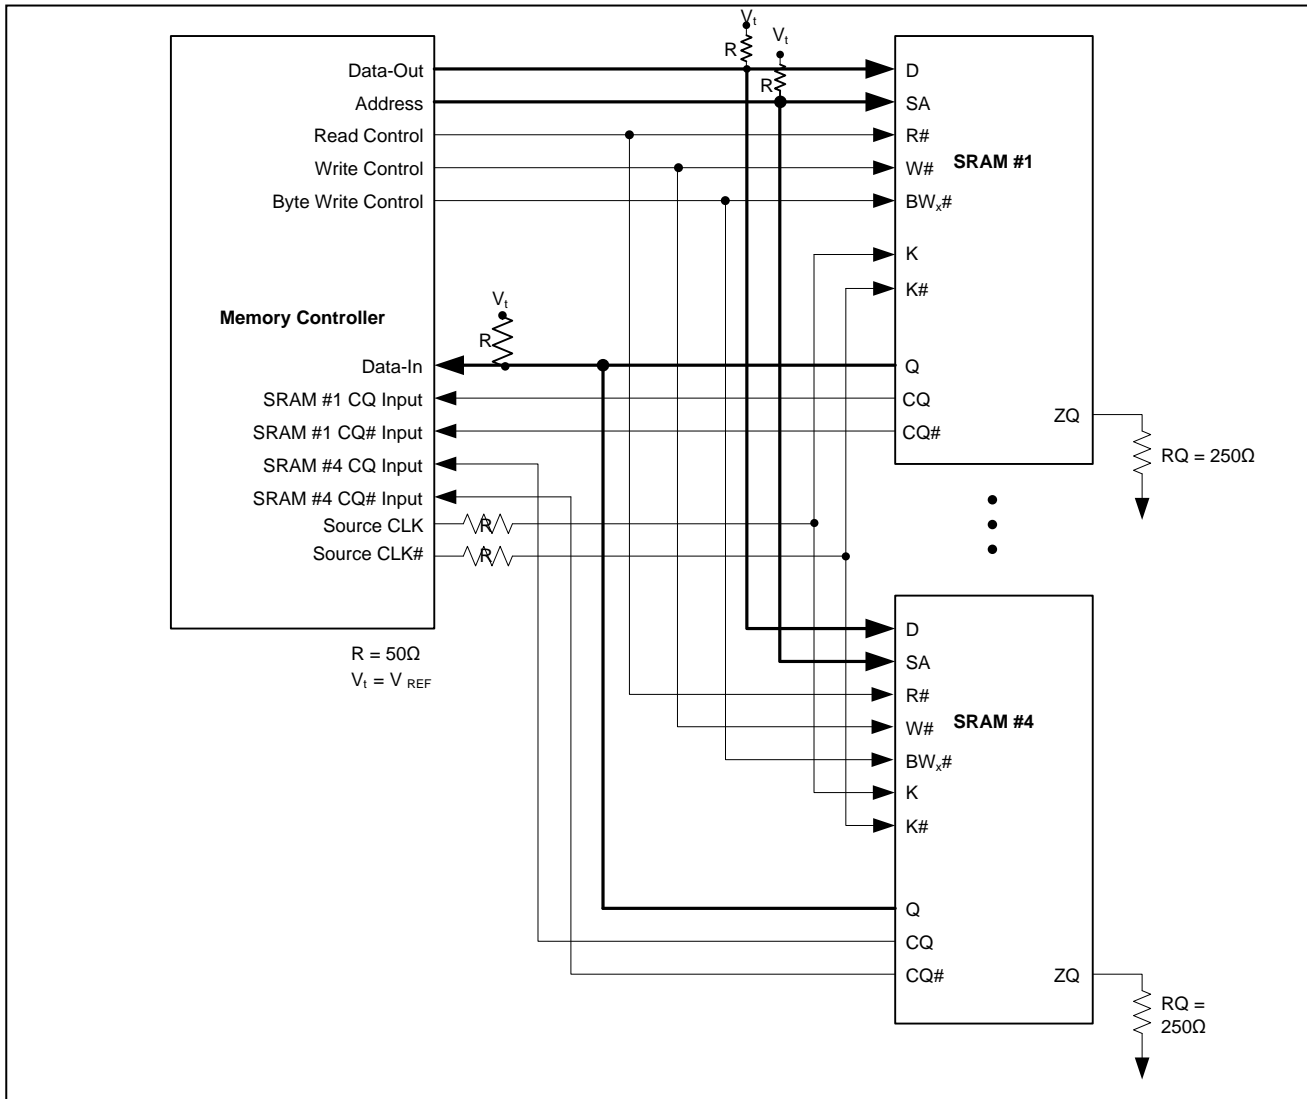 Vt
Vt
R
R
Data-Out
Address
Read Control
Write Control
Byte Write Control
Memory Controller
Data-In
SRAM #1 CQ Input
SRAM #1 CQ# Input
SRAM #4 CQ Input
SRAM #4 CQ# Input
Source CLK
Source CLK#
Vt
R
R
R
R = 50Ω
Vt = V REF
D
SA
R#
SRAM #1
W#
BWx#
K
K#
Q
CQ
CQ#
ZQ
RQ = 250Ω
D
SA
R#
SRAM #4
W#
BWx#
K
K#
Q
CQ
CQ#
ZQ
RQ =
250Ω